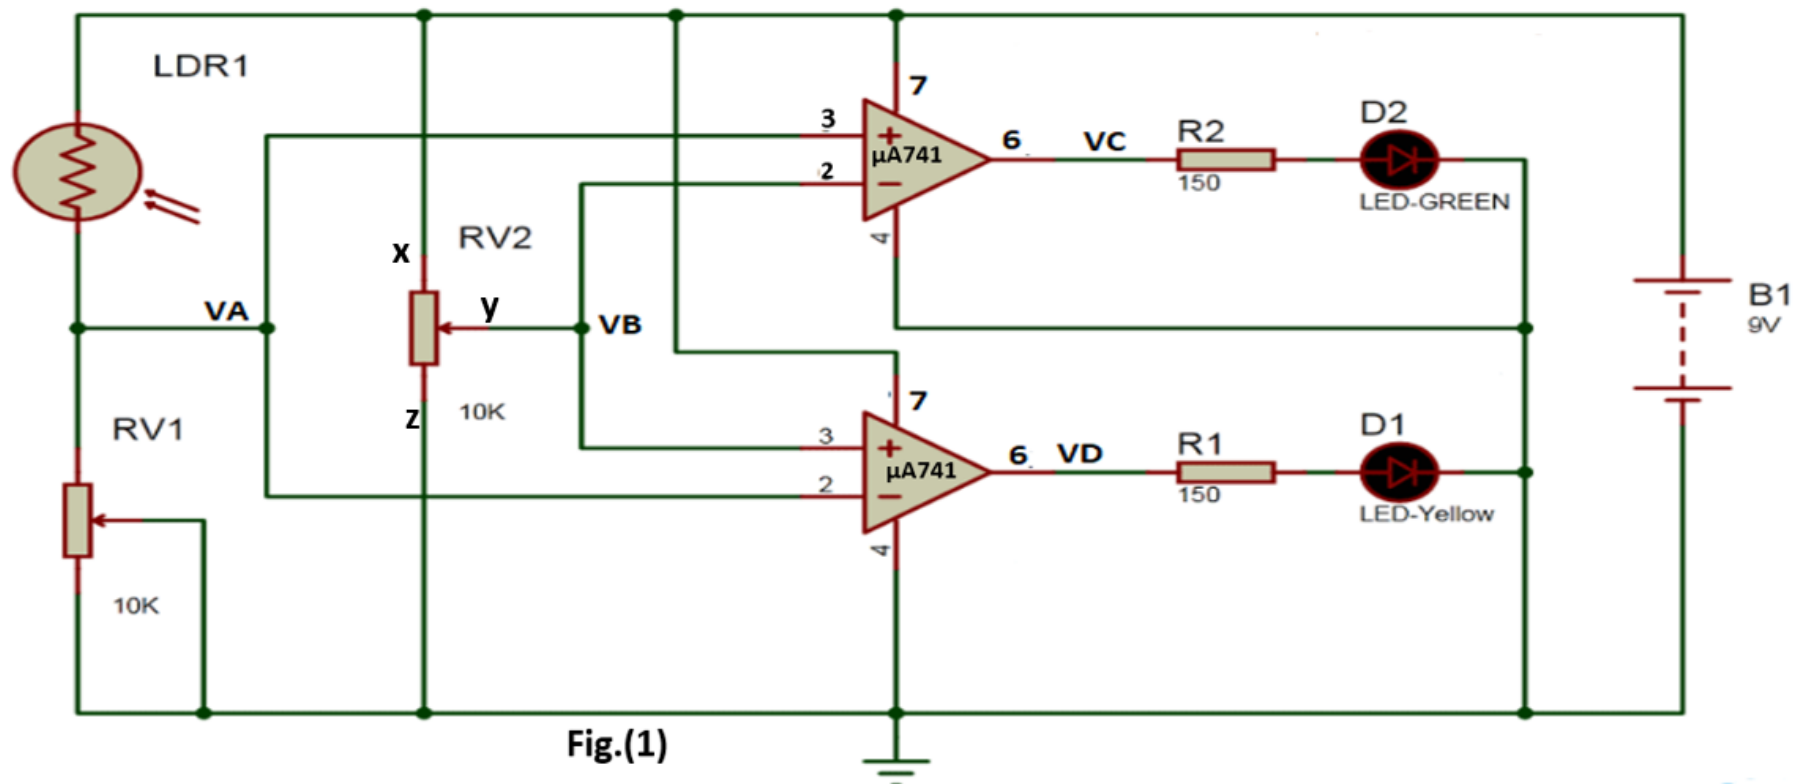 LDR1
7
3
µA741
2
4
6
VC
R2
150
D2
LED-GREEN
x
RV2
y
z
10K
VA
VB
B1
9V
RV1
10K
7
3
µA741
2
4
6
VD
R1
150
D1
LED-Yellow
Fig.(1)